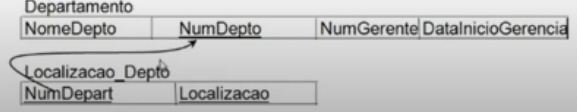 Departamento
NomeDepto NumDepto NumGerente DataInicioGerencia
Localizacao_Depto
NumDepart Localizacao